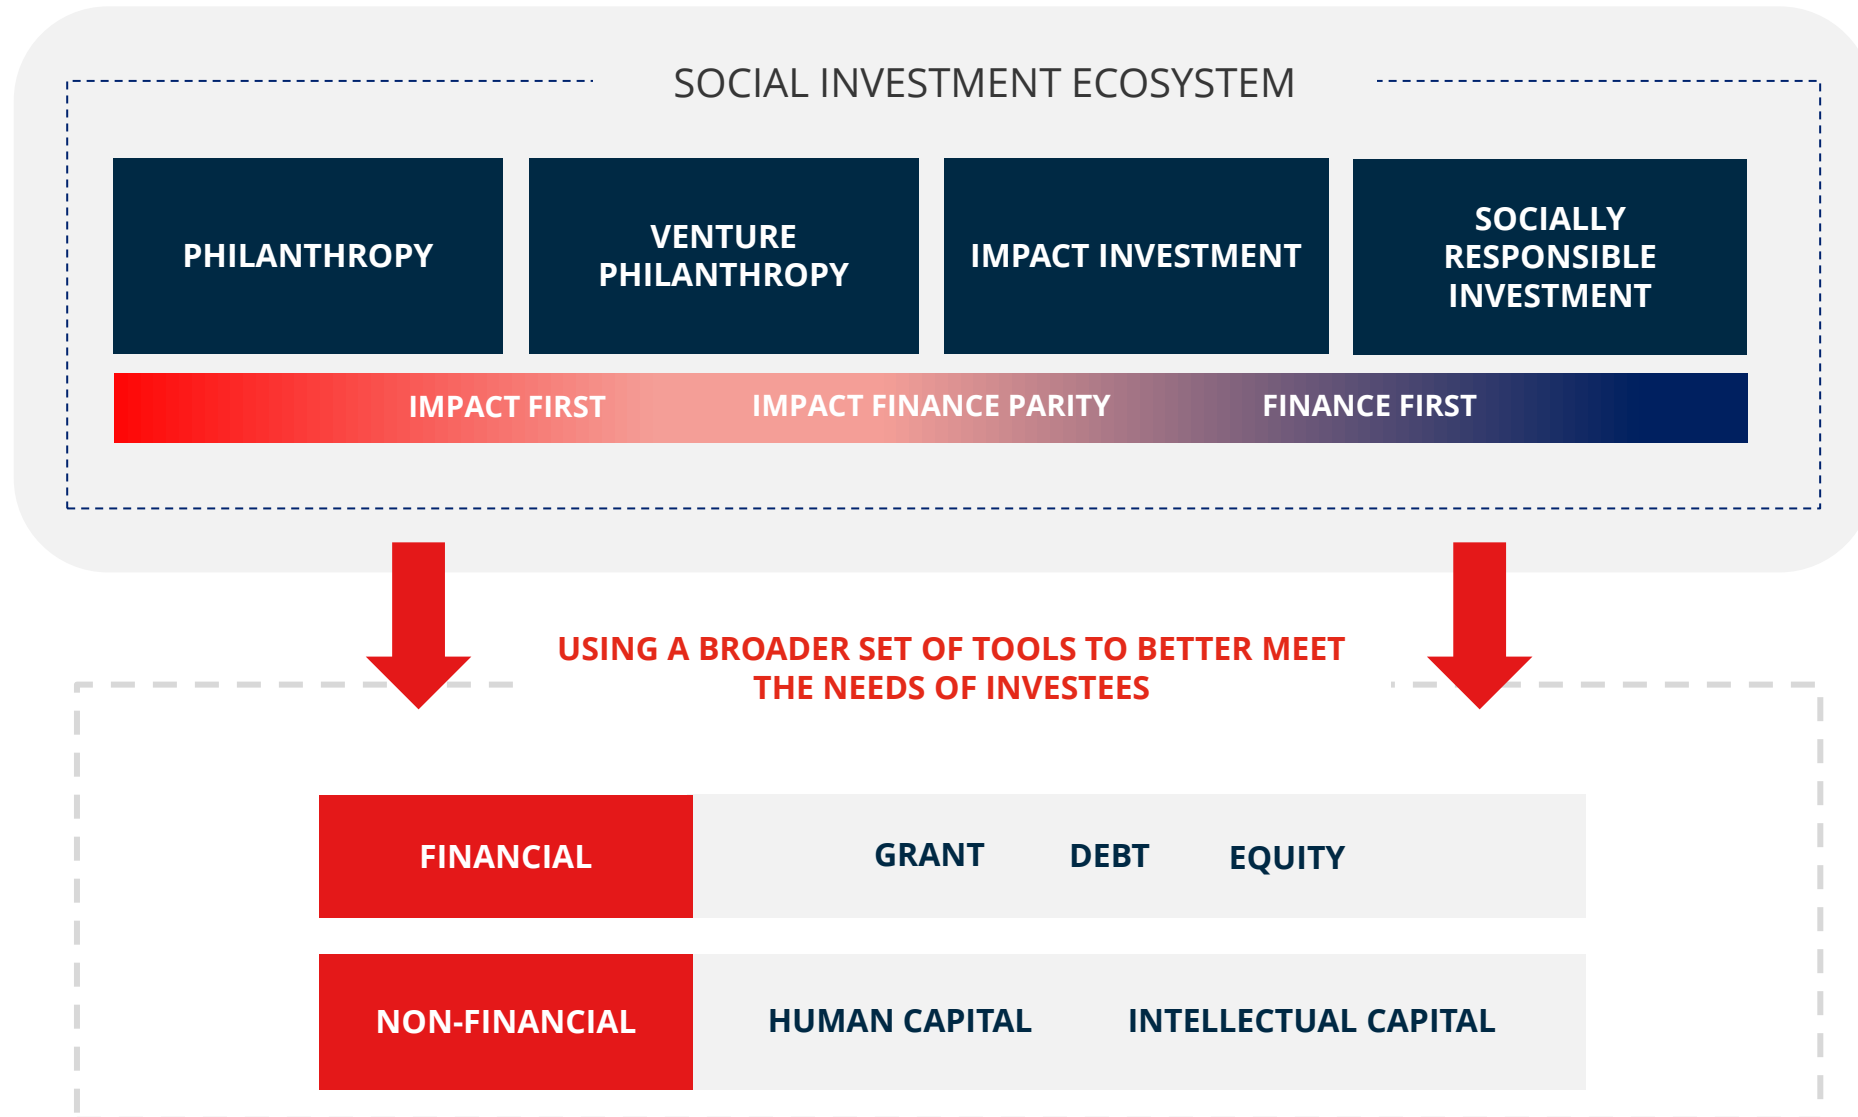 SOCIAL INVESTMENT ECOSYSTEM
PHILANTHROPY
VENTURE
PHILANTHROPY
IMPACT INVESTMENT
SOCIALLY
RESPONSIBLE
INVESTMENT
IMPACT FIRST
IMPACT FINANCE PARITY
FINANCE FIRST
USING A BROADER SET OF TOOLS TO BETTER MEET
THE NEEDS OF INVESTEES
FINANCIAL
GRANT
DEBT
EQUITY
NON-FINANCIAL
HUMAN CAPITAL
INTELLECTUAL CAPITAL